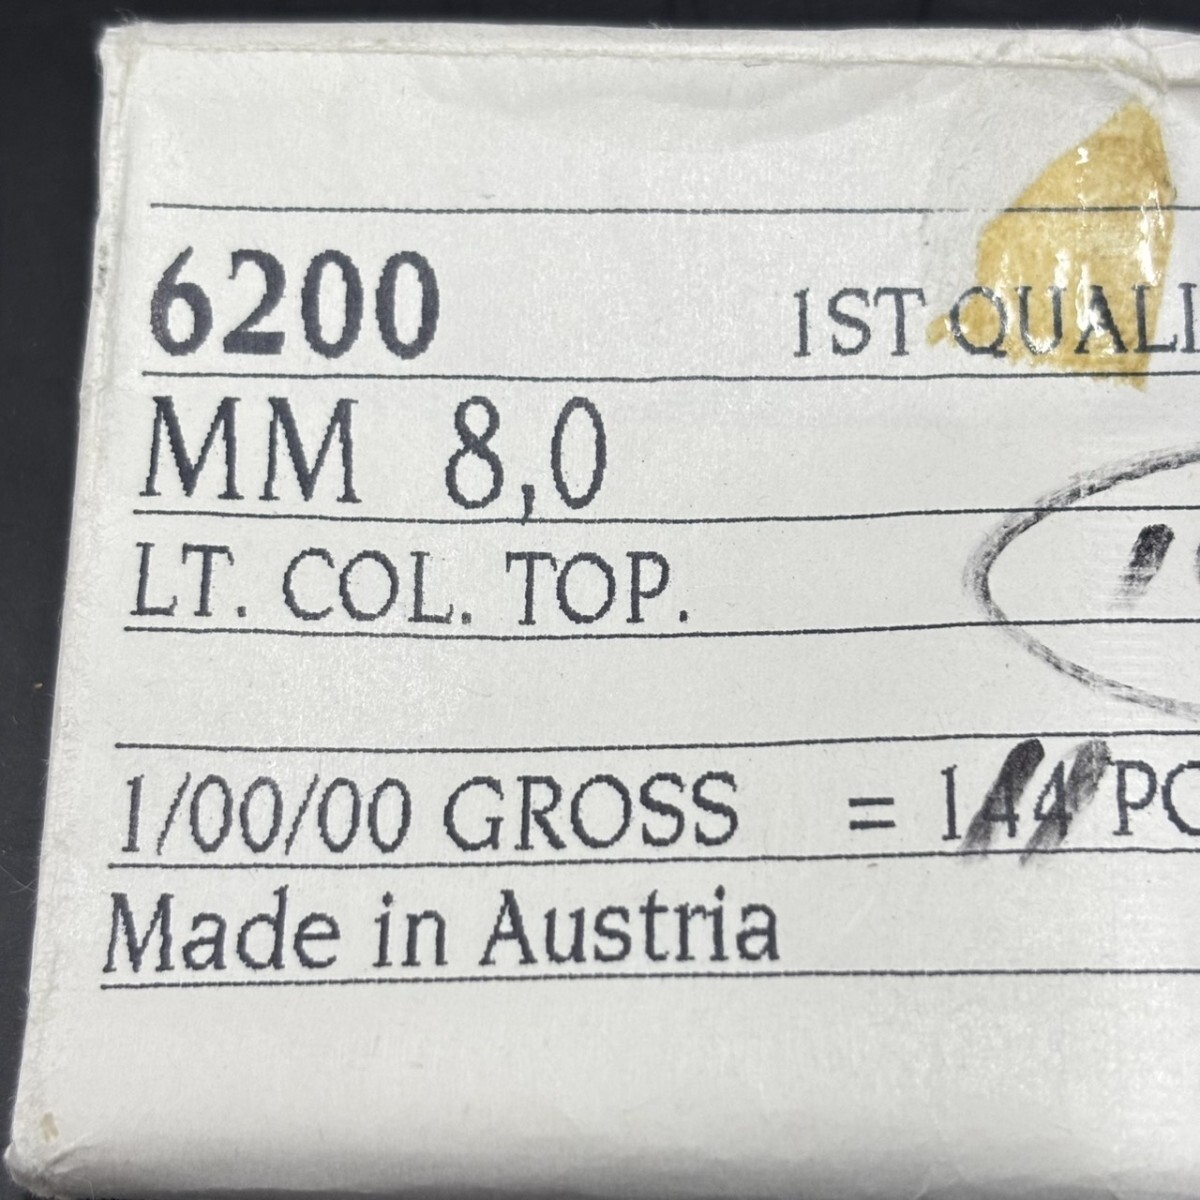 6200 1ST QUALI
MM 8,0
LT. COL. TOP.
1/00/00 GROSS = 144 PC
Made in Austria